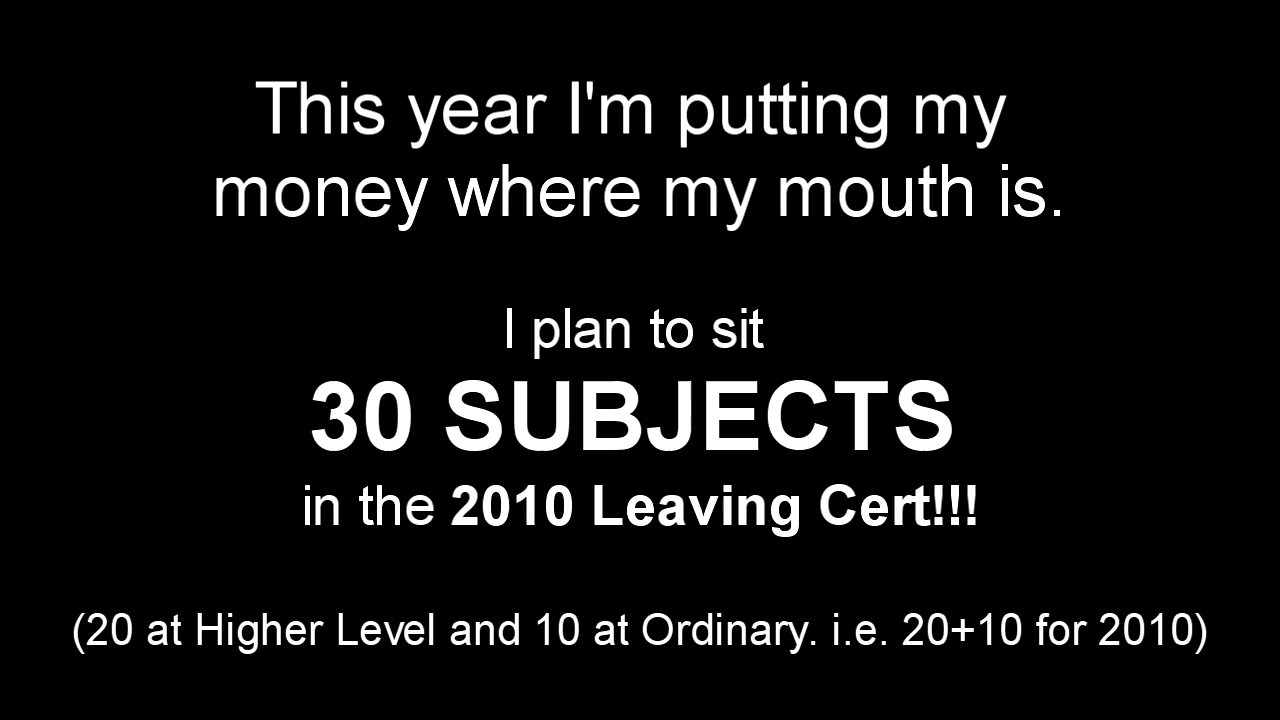 This year I'm putting my
money where my mouth is.
I plan to sit
30 SUBJECTS
in the 2010 Leaving Cert!!!
(20 at Higher Level and 10 at Ordinary. i.e. 20+10 for 2010)